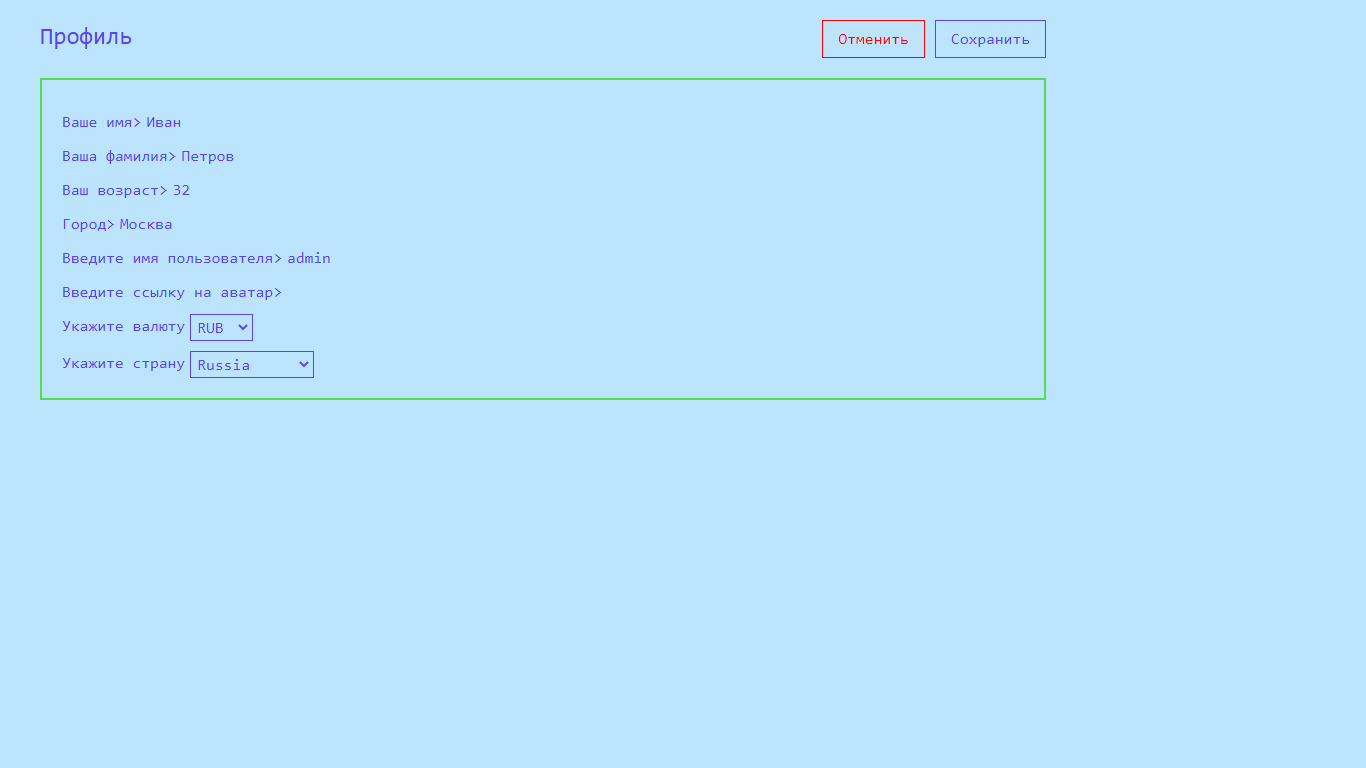 Профиль
Отменить Сохранить
Ваше имя> Иван
Ваша фамилия> Петров
Ваш возраст> 32
Город> Москва
Введите имя пользователя> admin
Введите ссылку на аватар>
Укажите валюту RUB
Укажите страну Russia